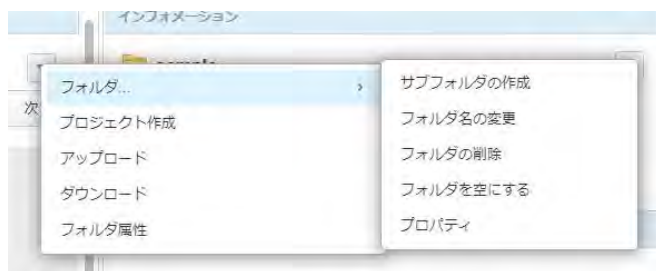 インフォメーション
sample
次
フォルダ...
プロジェクト作成
アップロード
ダウンロード
フォルダ属性
サブフォルダの作成
フォルダ名の変更
フォルダの削除
フォルダを空にする
プロパティ